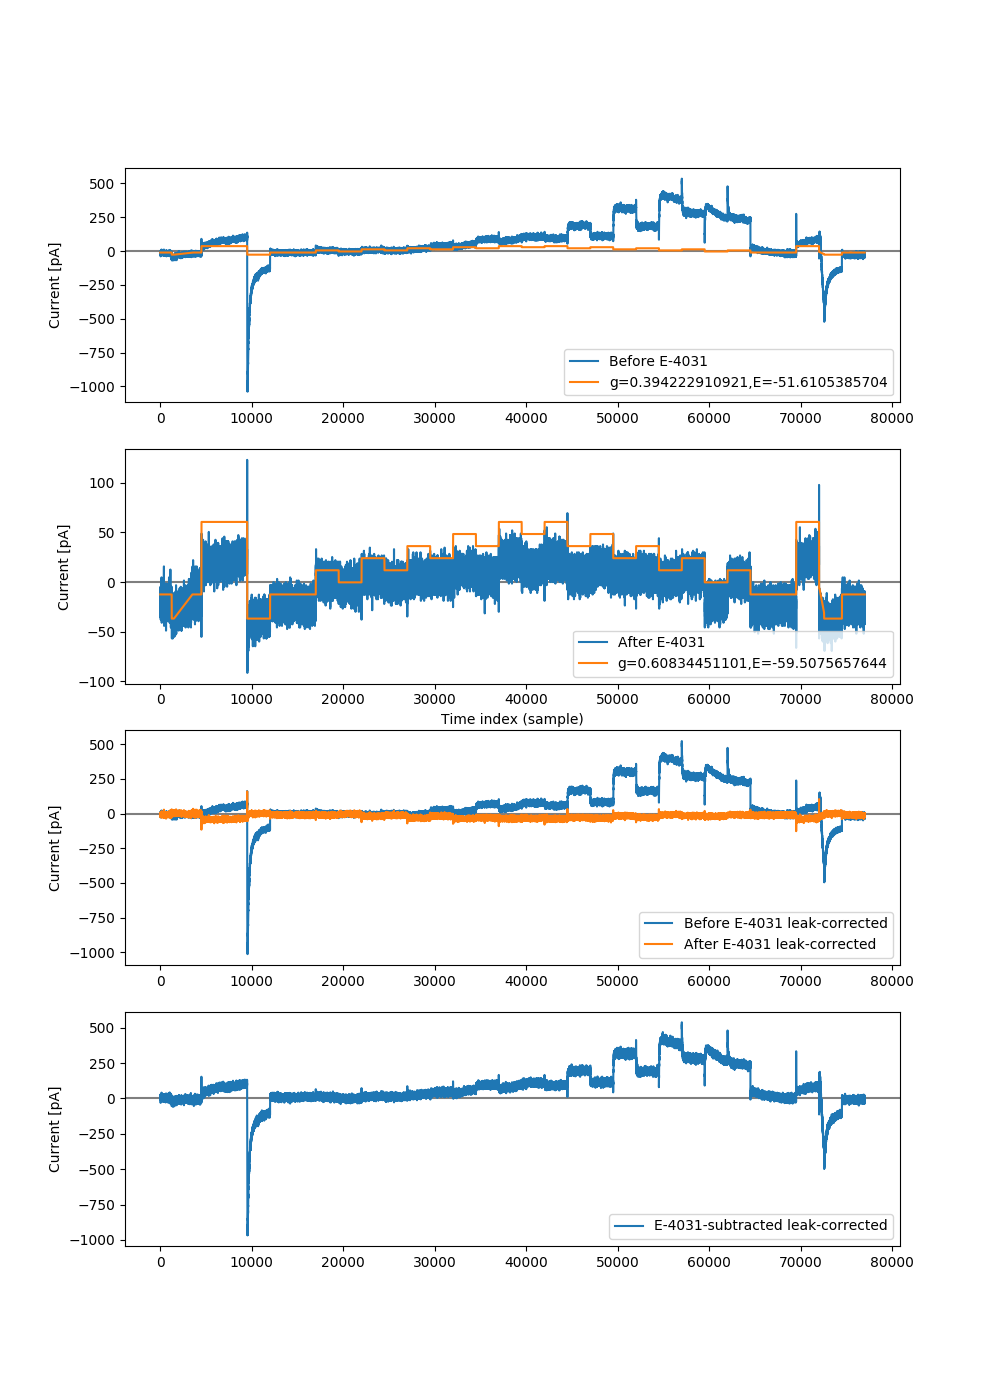 500
250
0
−250
−500
−750
−1000
Current [pA]
Before E-4031
g=0.394222910921,E=-51.6105385704
0 10000 20000 30000 40000 50000 60000 70000 80000
100
50
0
−50
−100
Current [pA]
After E-4031
g=0.60834451101,E=-59.5075657644
0 10000 20000 30000 40000 50000 60000 70000 80000
Time index (sample)
500
250
0
−250
−500
−750
−1000
Current [pA]
Before E-4031 leak-corrected
After E-4031 leak-corrected
0 10000 20000 30000 40000 50000 60000 70000 80000
500
250
0
−250
−500
−750
−1000
Current [pA]
E-4031-subtracted leak-corrected
0 10000 20000 30000 40000 50000 60000 70000 80000